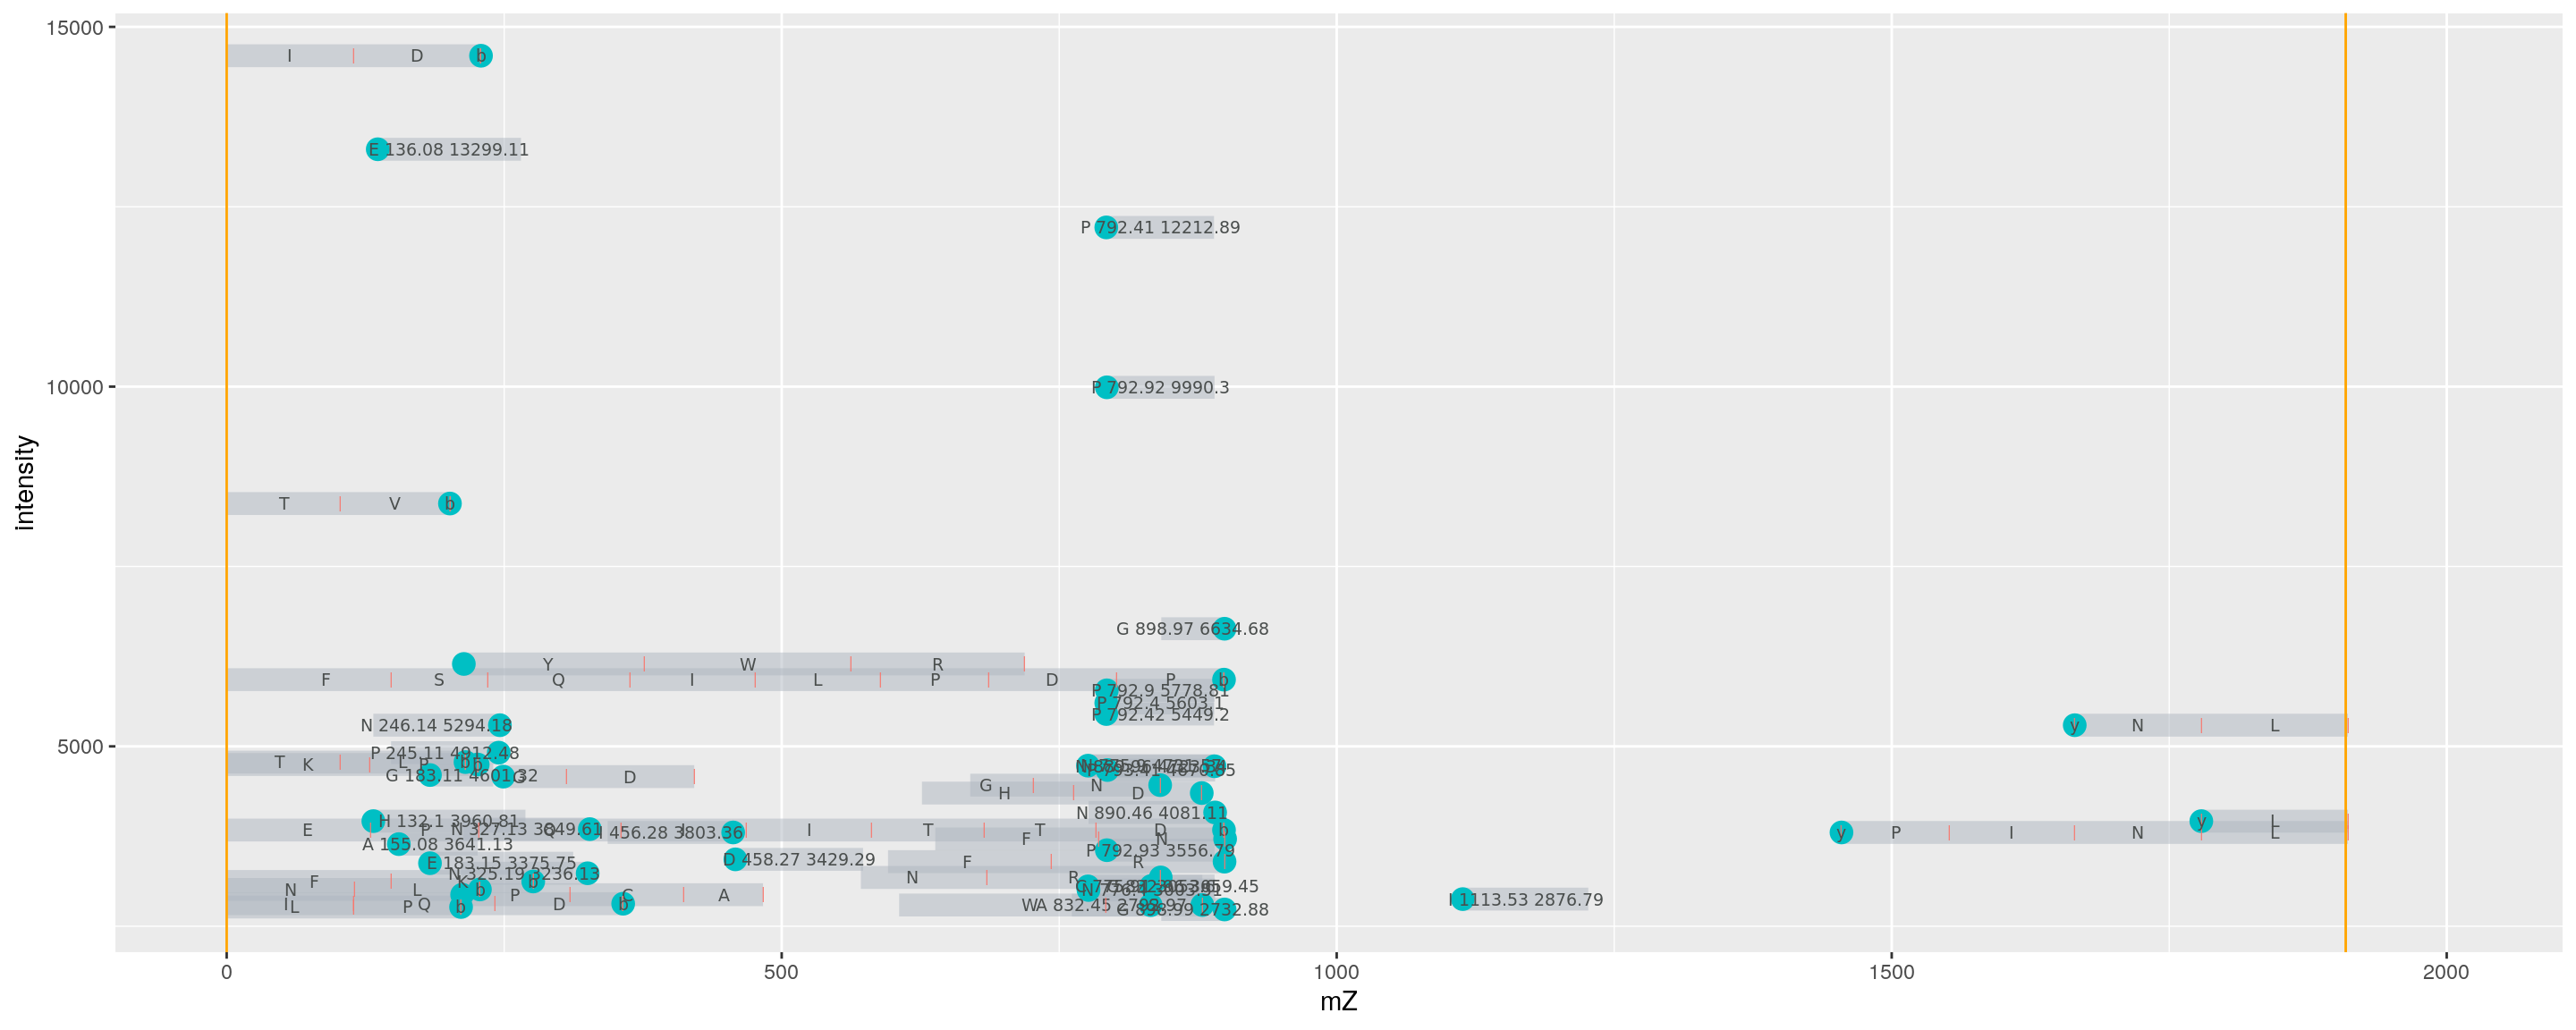 15000
I D b
E 136.08 13299.11
P 792.41 12212.89
10000
P 792.92 9990.3
T V b
G 898.97 6634.68
Y W R
F S Q I L P D P b
P 792.9 5778.81
P 792.4 5603.1
P 792.42 5449.2
N 246.14 5294.18
y N L
5000
P 245.11 4912.48
T L b
K P b
G 183.11 4601.32
G D
G N
H D
N 890.46 4081.11
H 132.1 3960.81
y L
E P Q I I T T D b
N 327.13 3849.61
I 456.28 3803.36
y P I N L
F N
A 155.08 3641.13
P 792.93 3556.79
D 458.27 3429.29
E 183.15 3375.75
F R
N 325.19 3236.13
N R
F K b
N L b
P C A
I 1113.53 2876.79
I Q D b
L P b
A 832.45 2799.97
G 898.99 2732.88
0 500 1000 1500 2000
mZ
intensity